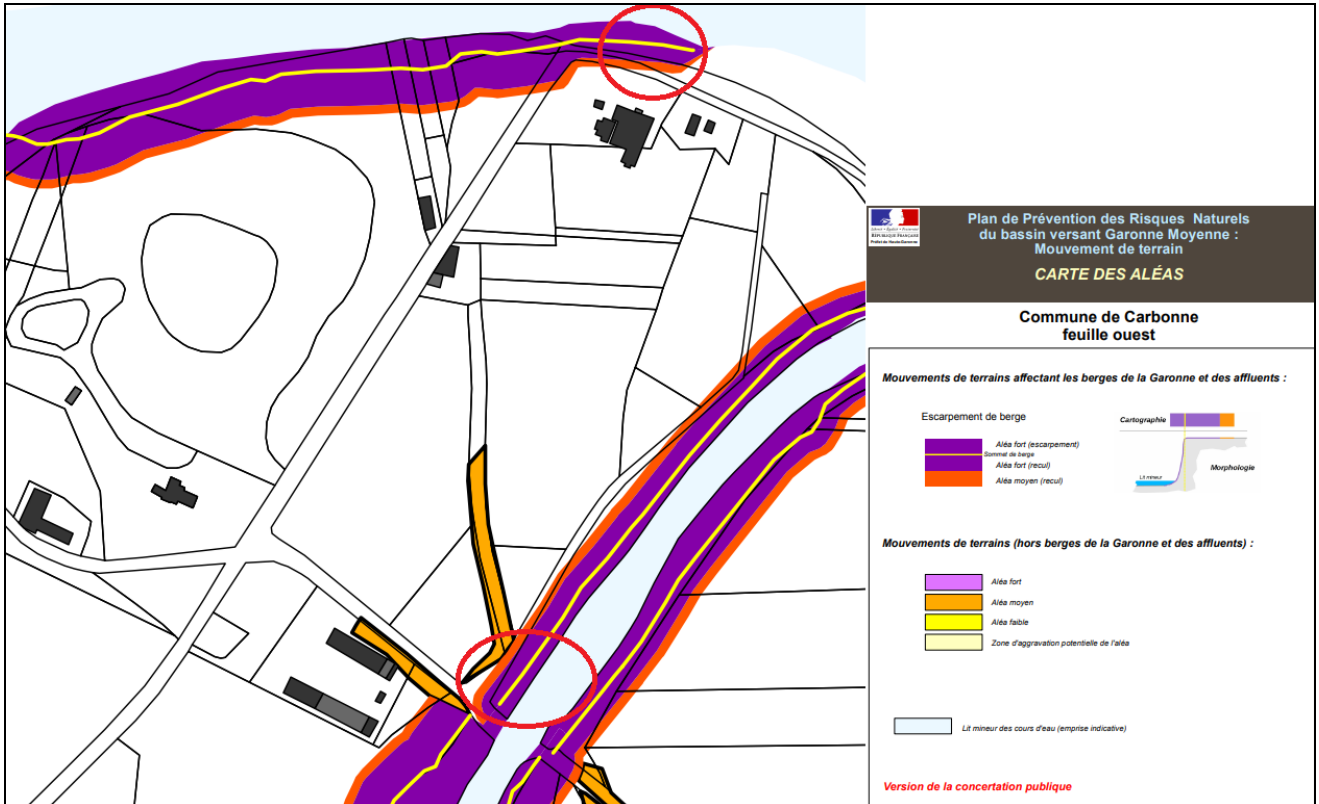 Plan de Prévention des Risques Naturels
du bassin versant Garonne Moyenne :
Mouvement de terrain
CARTE DES ALÉAS
RÉPUBLIQUE FRANÇAISE
Commune de Carbonne
feuille ouest
Mouvements de terrains affectant les berges de la Garonne et des affluents :
Escarpement de berge
Cartographie
Aléa fort (escarpement)
Sommet de berge
Aléa fort (recul)
Aléa moyen (recul)
Morphologie
Lit mineur
Mouvements de terrains (hors berges de la Garonne et des affluents) :
Aléa fort
Aléa moyen
Aléa faible
Zone d'aggravation potentielle de l'aléa
Lit mineur des cours d'eau (emprise indicative)
Version de la concertation publique